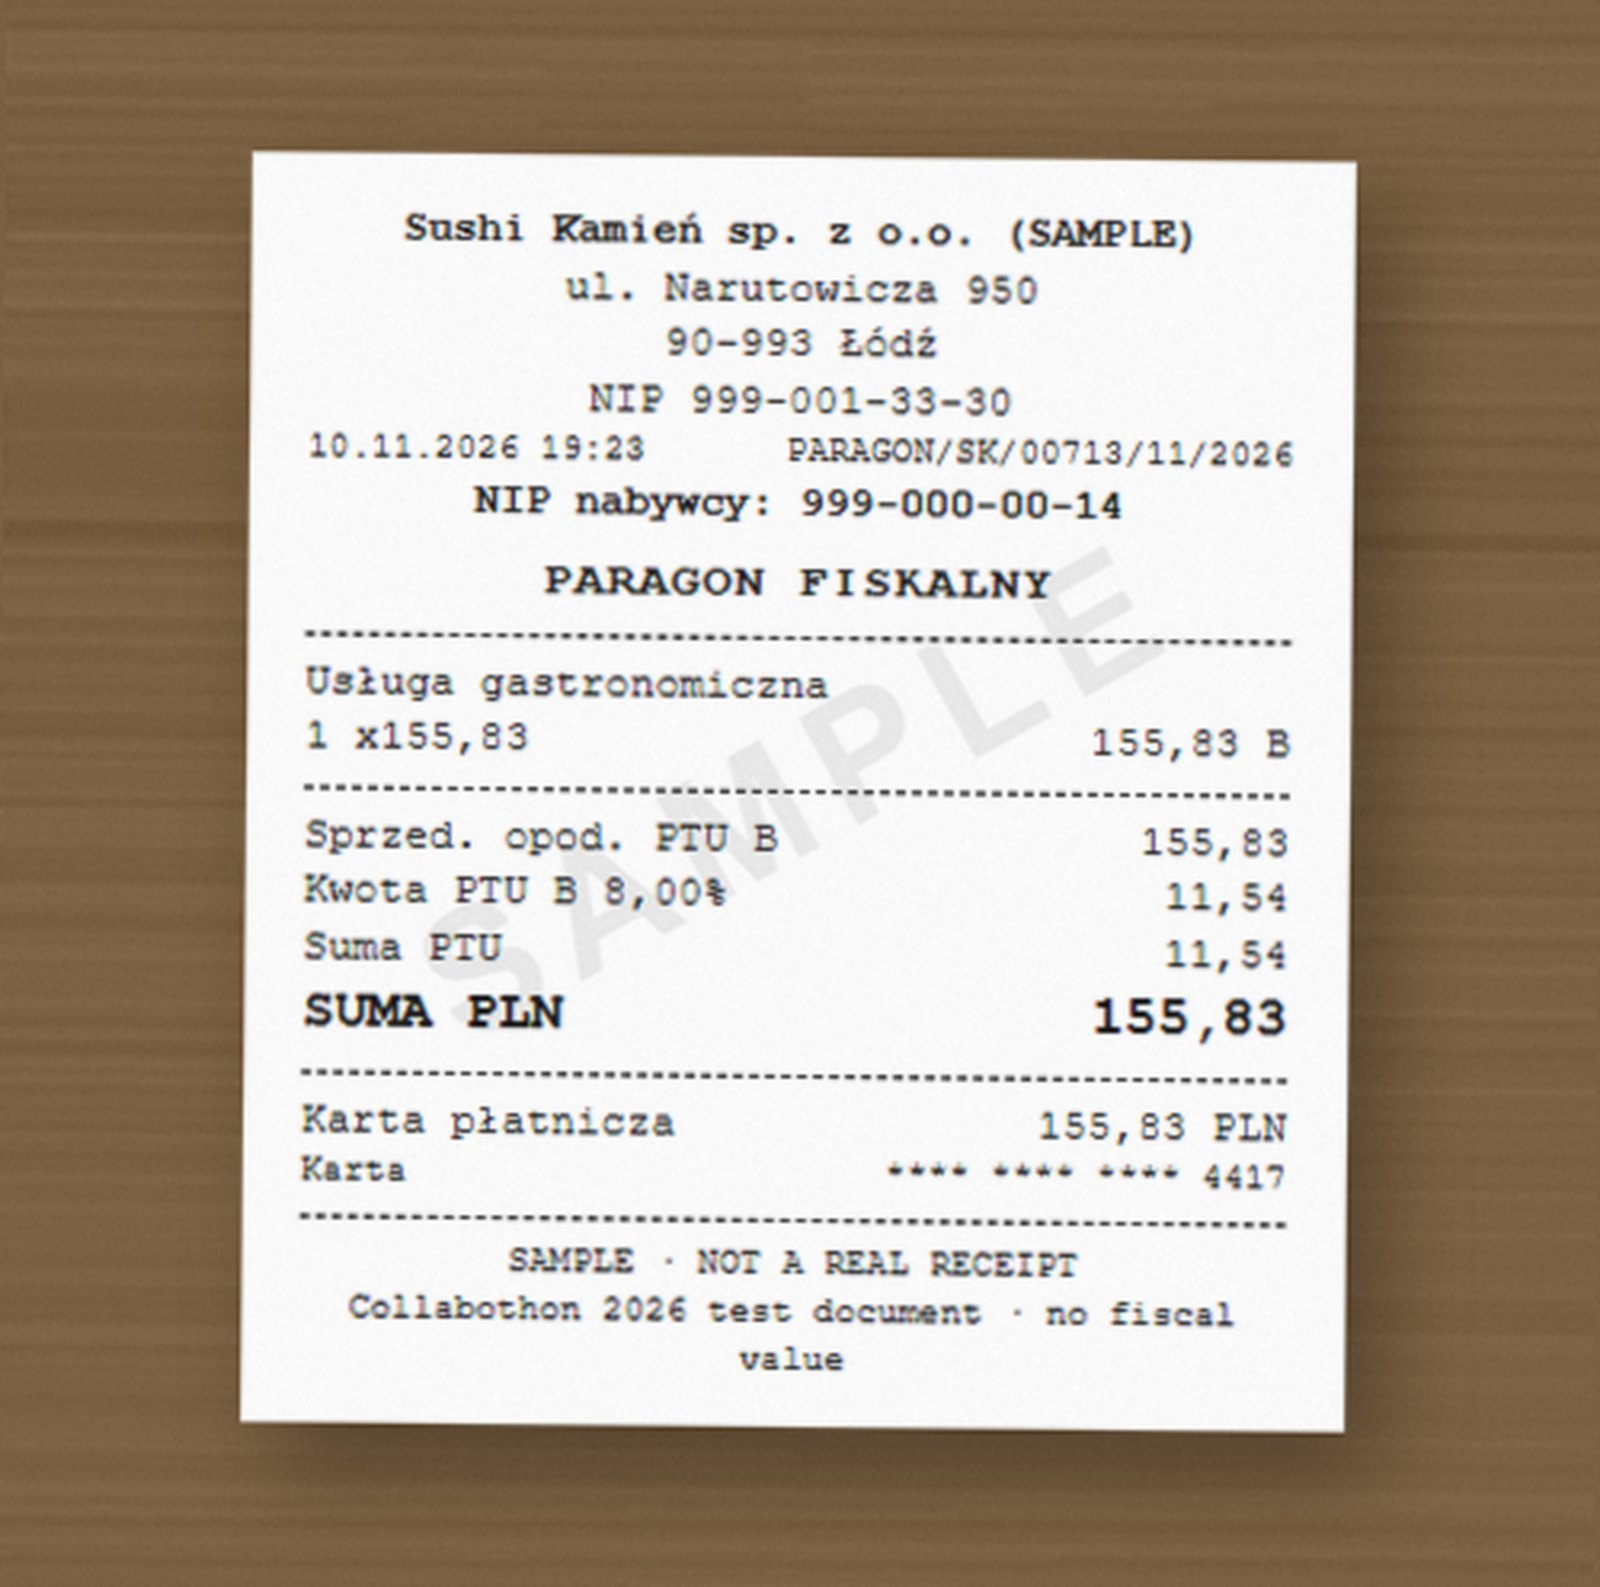 Sushi Kamień sp. z o.o. (SAMPLE)
ul. Narutowicza 950
90-993 Łódź
NIP 999-001-33-30
10.11.2026 19:23 PARAGON/SK/00713/11/2026
NIP nabywcy: 999-000-00-14
PARAGON FISKALNY
Usługa gastronomiczna
1 x155,83 155,83 B
Sprzed. opod. PTU B 155,83
Kwota PTU B 8,00% 11,54
Suma PTU 11,54
SUMA PLN 155,83
Karta płatnicza 155,83 PLN
Karta **** **** **** 4417
SAMPLE · NOT A REAL RECEIPT
Collabothon 2026 test document · no fiscal
value
SAMPLE